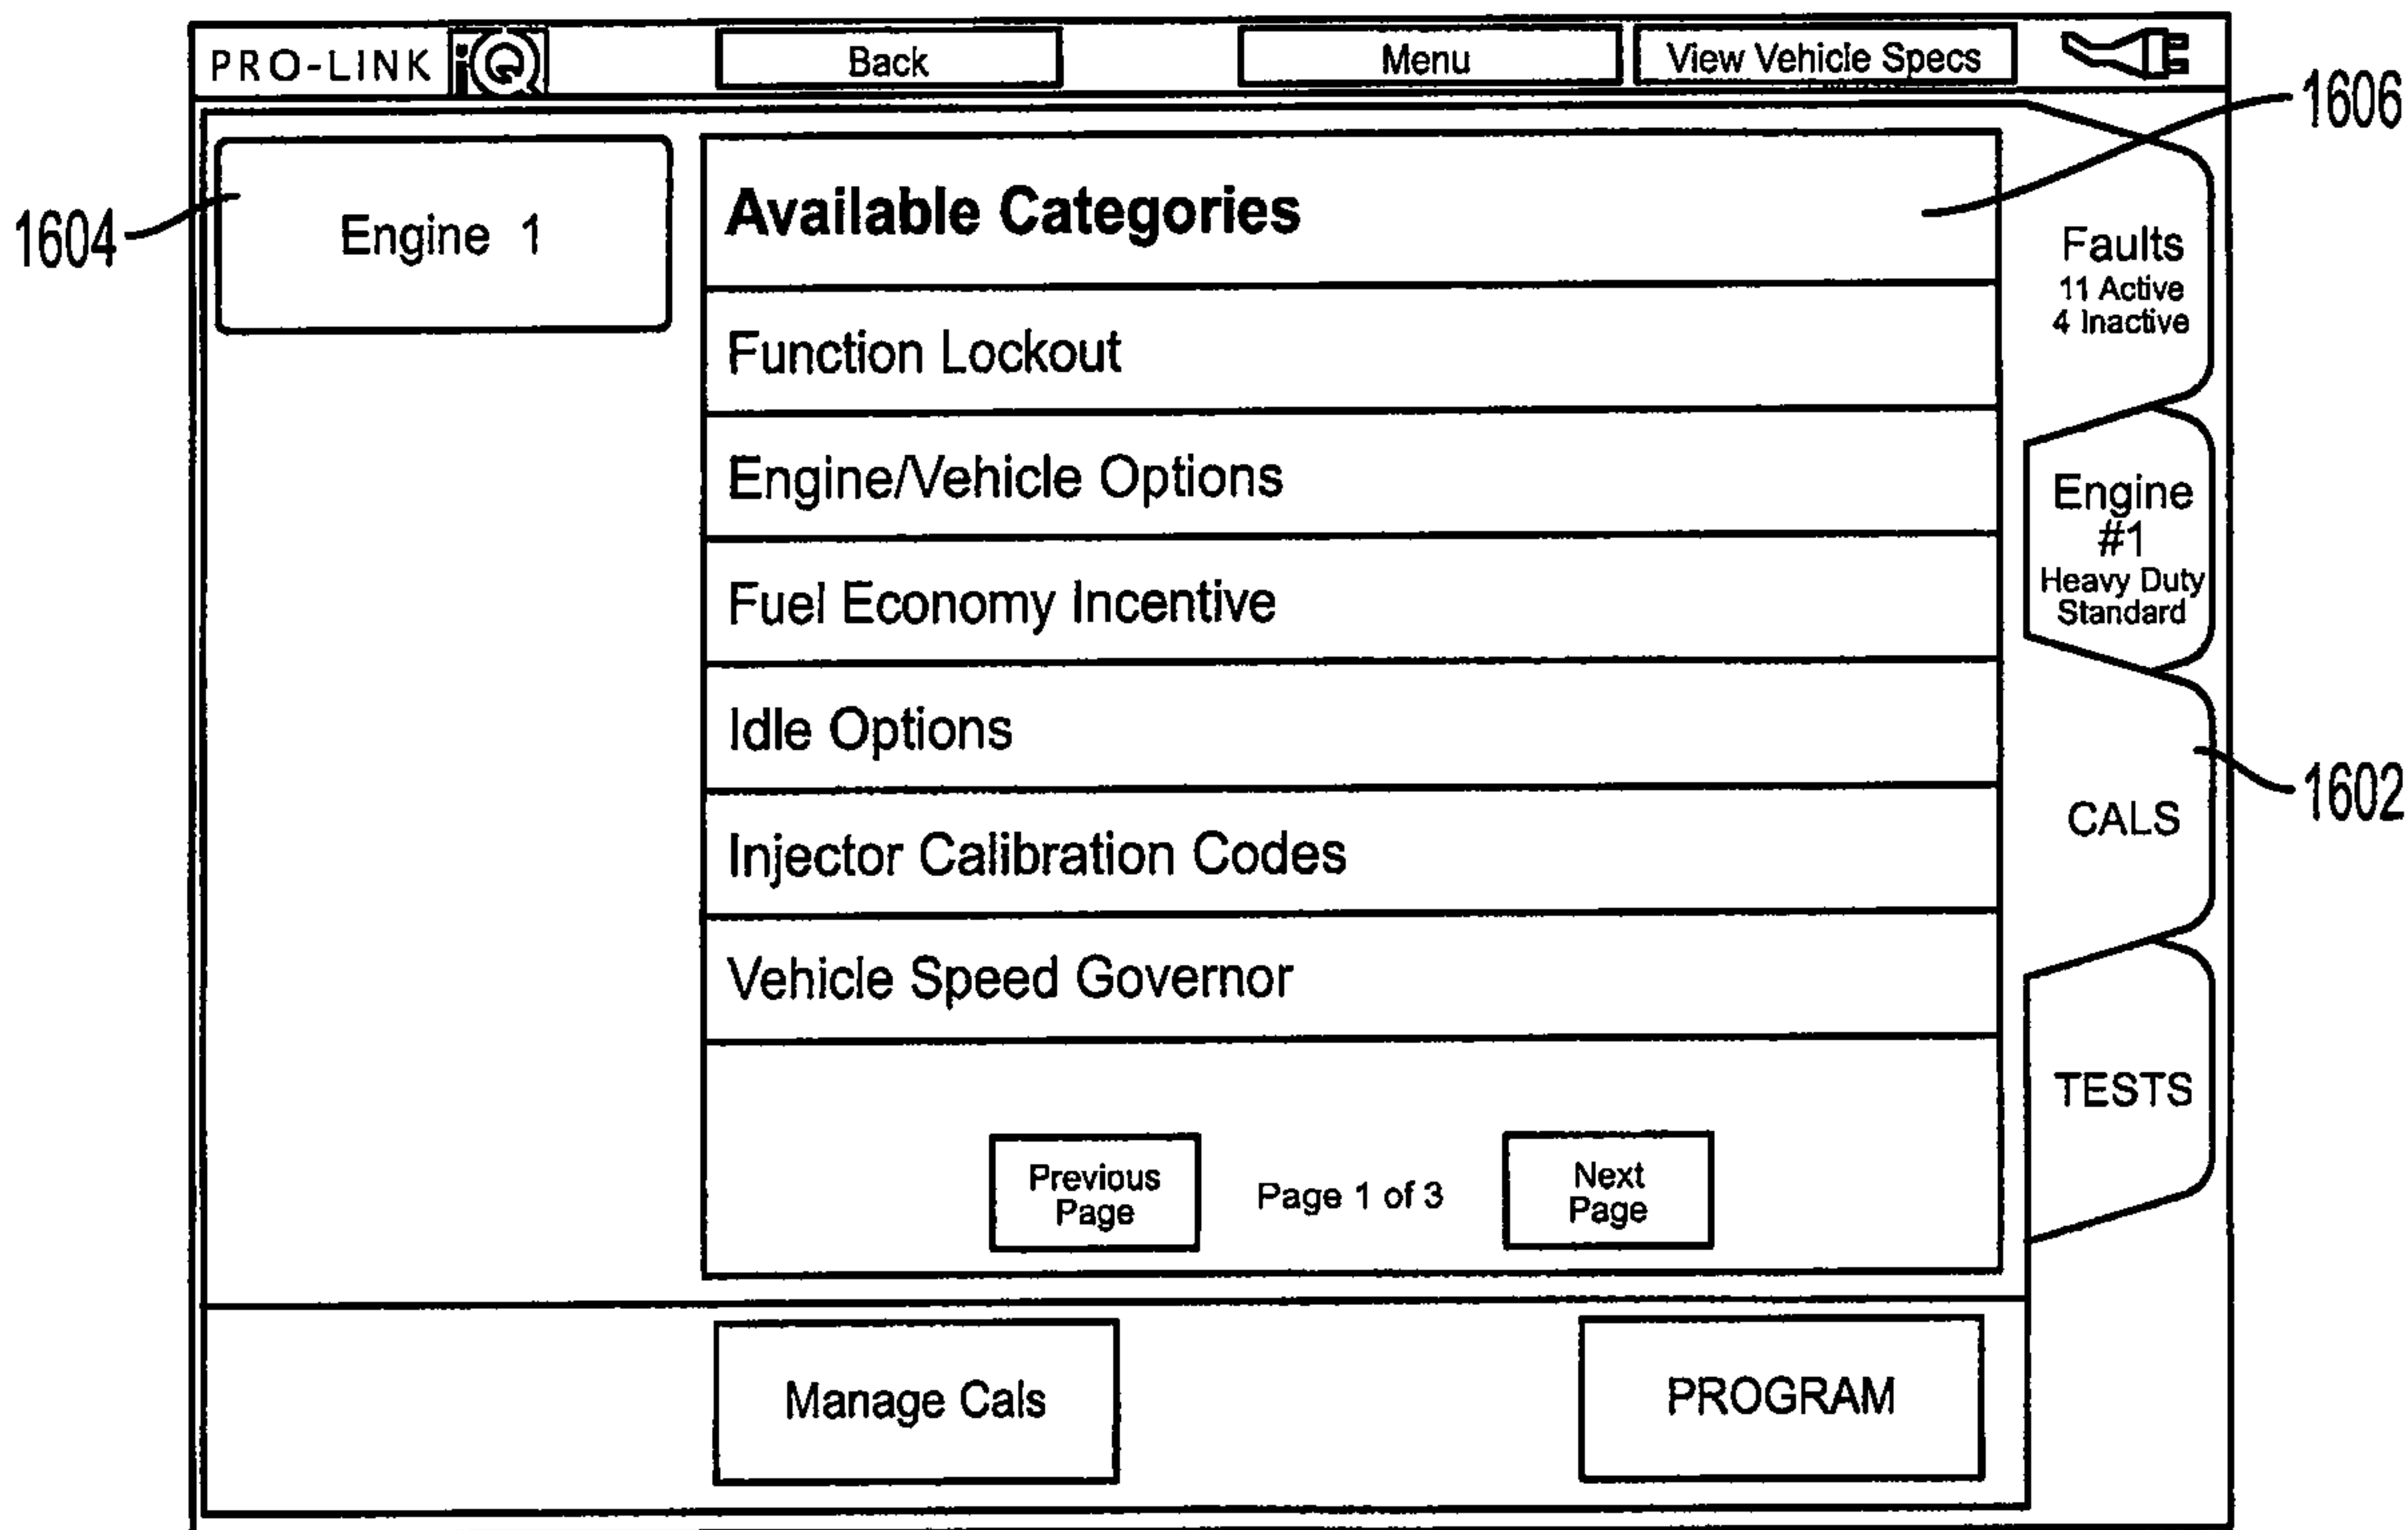 PRO-LINK iQ
Back
Menu
View Vehicle Specs
1606
1604
Engine 1
Available Categories
Function Lockout
Engine/Vehicle Options
Fuel Economy Incentive
Idle Options
Injector Calibration Codes
Vehicle Speed Governor
Previous
Page
Page 1 of 3
Next
Page
Faults
11 Active
4 Inactive
Engine
#1
Heavy Duty
Standard
1602
CALS
TESTS
Manage Cals
PROGRAM